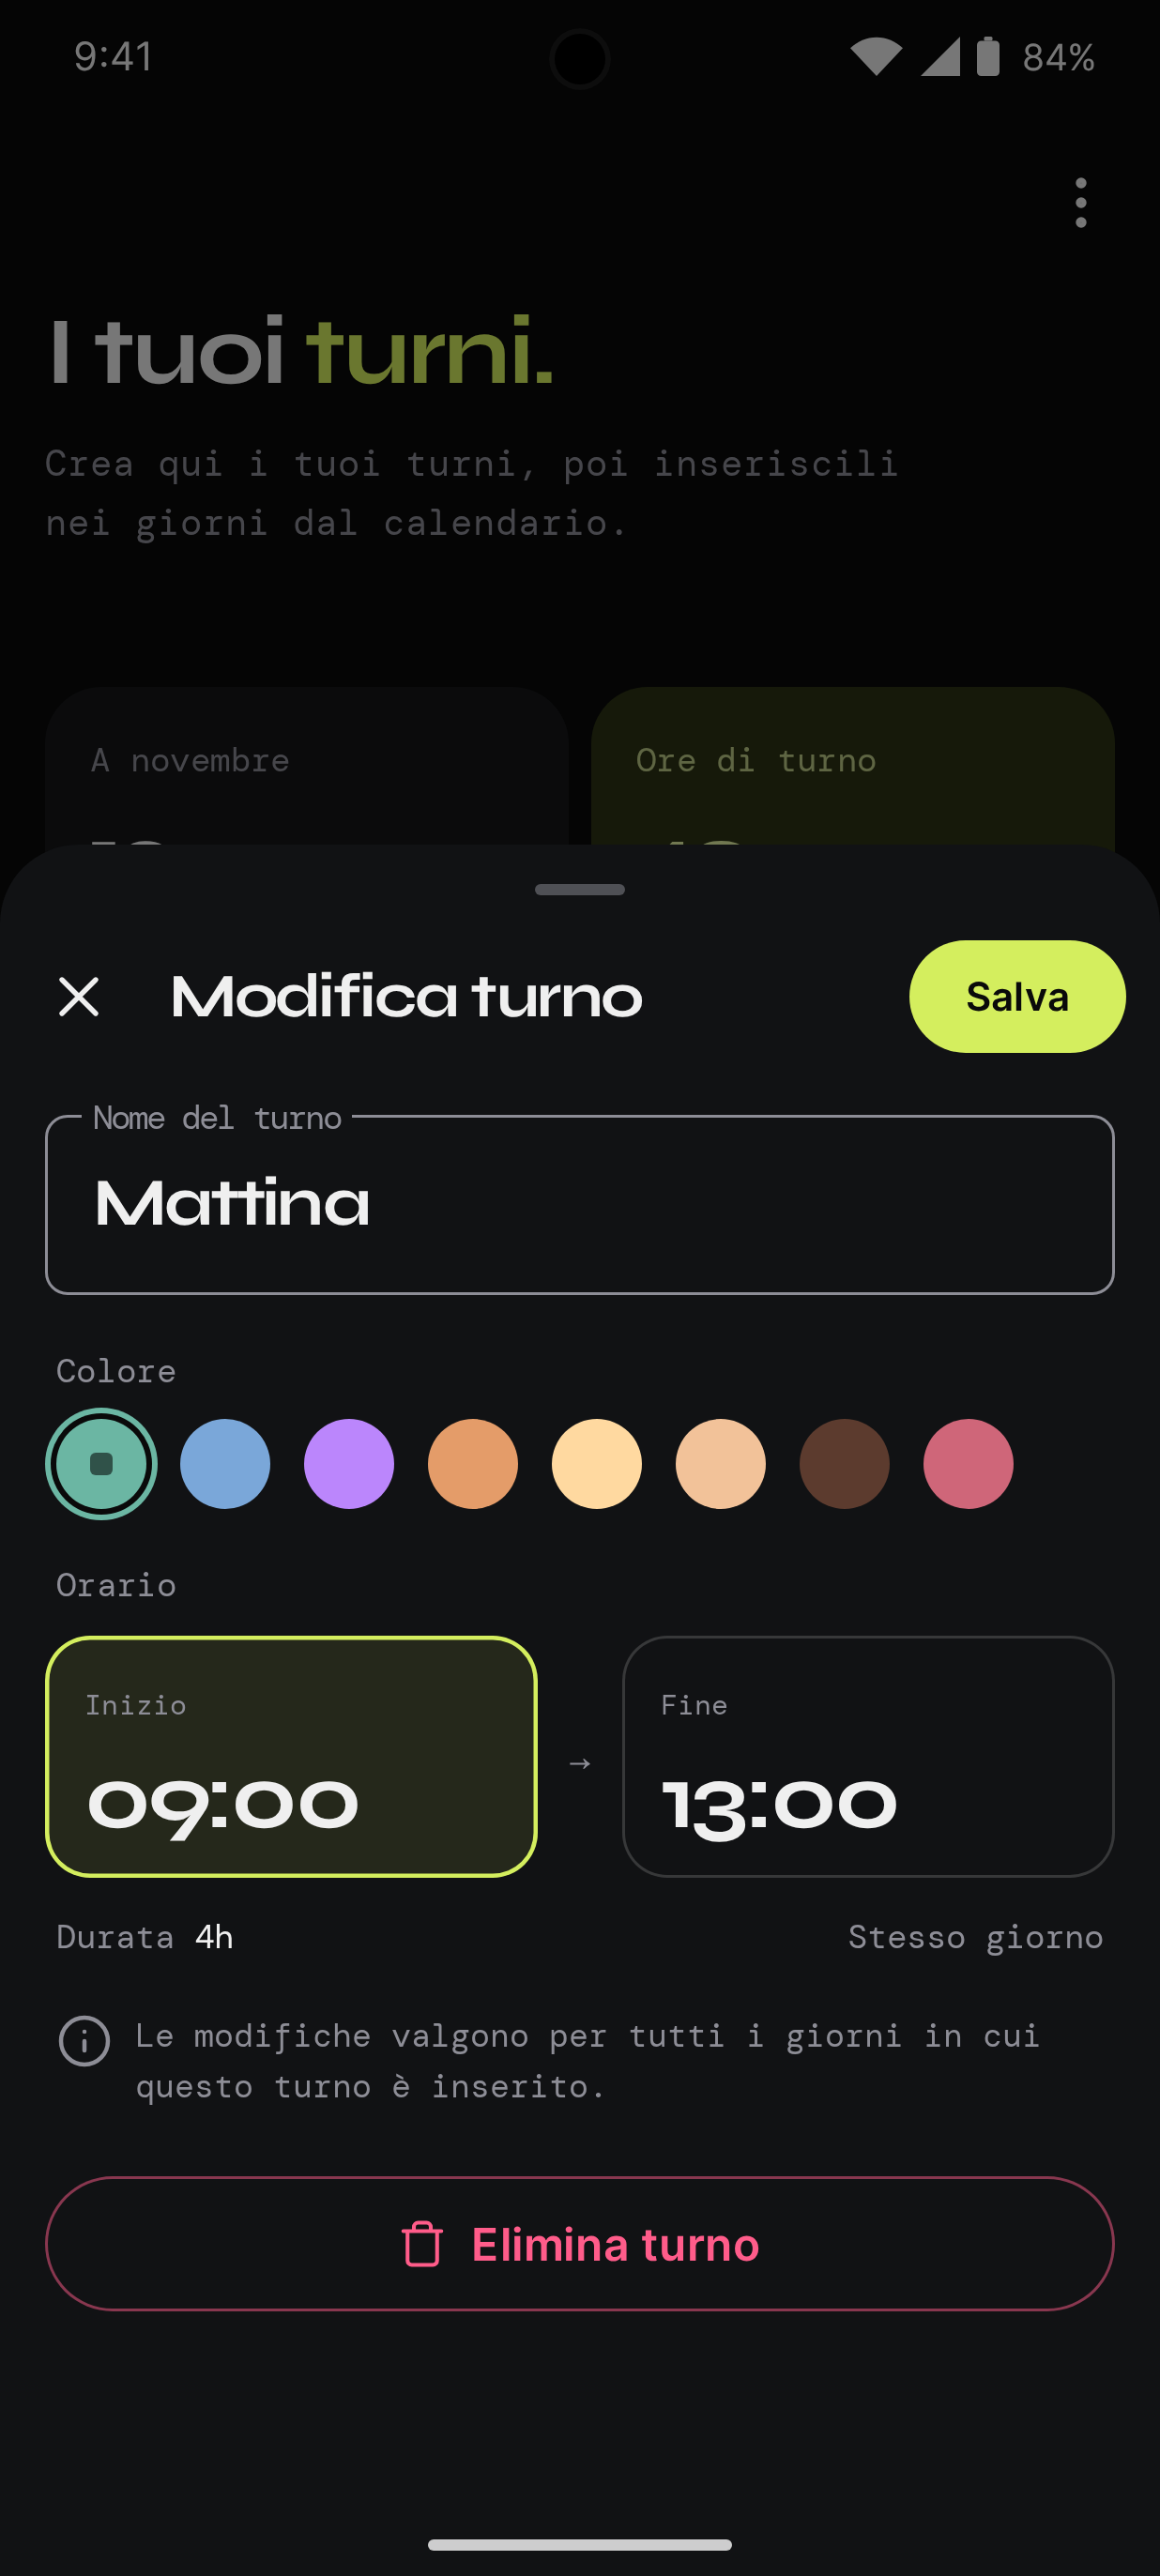 9:41
84%
I tuoi turni.
Crea qui i tuoi turni, poi inseriscili
nei giorni dal calendario.
A novembre
Ore di turno
Modifica turno
Salva
Nome del turno
Mattina
Colore
Orario
Inizio
09:00
→
Fine
13:00
Durata 4h
Stesso giorno
Le modifiche valgono per tutti i giorni in cui
questo turno è inserito.
Elimina turno